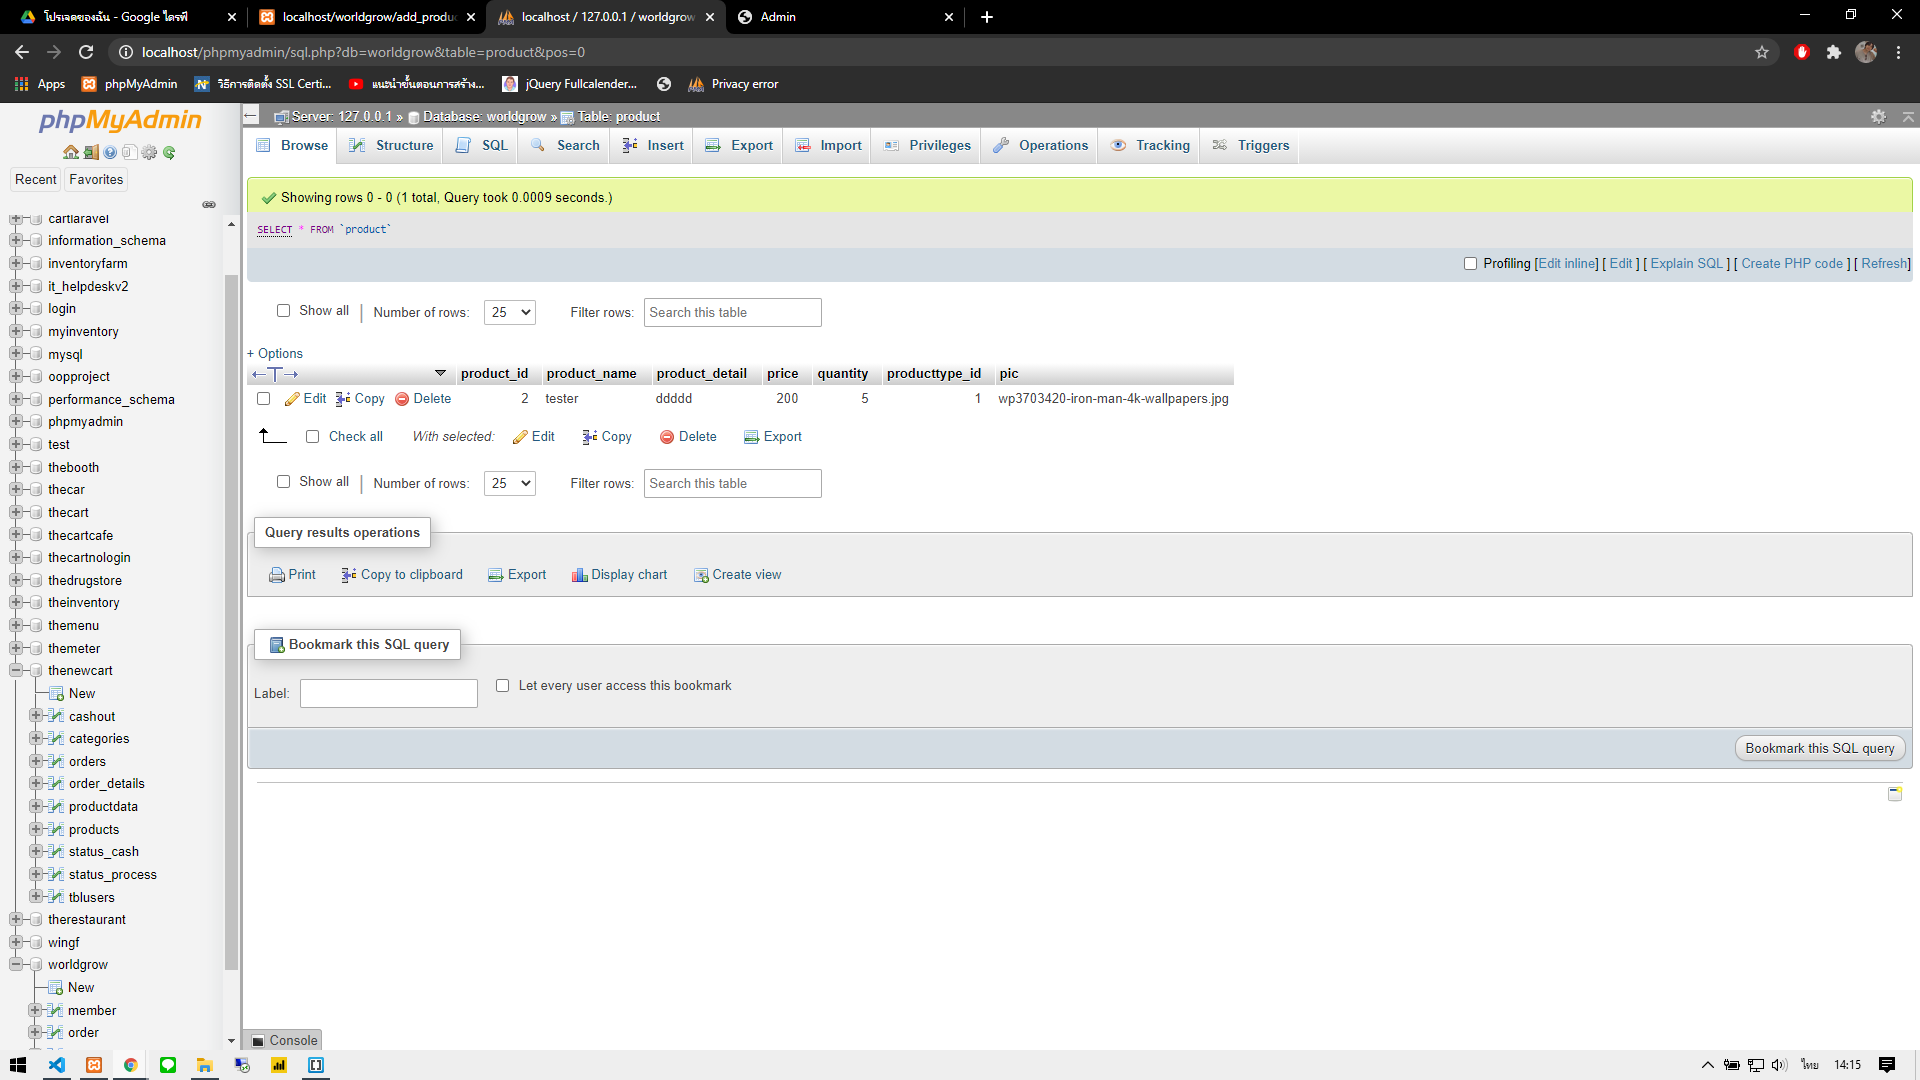 โปรเจคของฉัน - Google ไดรฟ์
localhost/worldgrow/add_produc
localhost / 127.0.0.1 / worldgrow
Admin
localhost/phpmyadmin/sql.php?db=worldgrow&table=product&pos=0
Apps
phpMyAdmin
วิธีการติดตั้ง SSL Certi...
แนะนำขั้นตอนการสร้าง...
jQuery Fullcalender...
Privacy error
phpMyAdmin
Recent
Favorites
cartlaravel
information_schema
inventoryfarm
it_helpdeskv2
login
myinventory
mysql
oopproject
performance_schema
phpmyadmin
test
thebooth
thecar
thecart
thecartcafe
thecartnologin
thedrugstore
theinventory
themenu
themeter
thenewcart
New
cashout
categories
orders
order_details
productdata
products
status_cash
status_process
tblusers
therestaurant
wingf
worldgrow
New
member
order
Server: 127.0.0.1 » Database: worldgrow » Table: product
Browse Structure SQL Search Insert Export Import Privileges Operations Tracking Triggers
Showing rows 0 - 0 (1 total, Query took 0.0009 seconds.)
SELECT * FROM `product`
Profiling [Edit inline] [ Edit ] [ Explain SQL ] [ Create PHP code ] [ Refresh]
Show all | Number of rows: 25 Filter rows: Search this table
+ Options
product_id product_name product_detail price quantity producttype_id pic
Edit Copy Delete 2 tester ddddd 200 5 1 wp3703420-iron-man-4k-wallpapers.jpg
Check all With selected: Edit Copy Delete Export
Show all | Number of rows: 25 Filter rows: Search this table
Query results operations
Print Copy to clipboard Export Display chart Create view
Bookmark this SQL query
Label: Let every user access this bookmark
Bookmark this SQL query
Console
ไทย 14:15